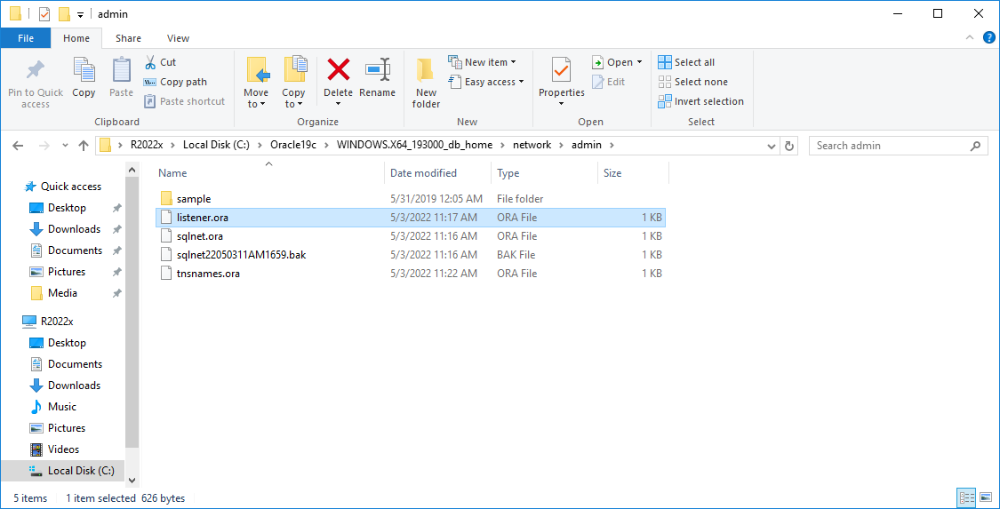 admin
File Home Share View
Pin to Quick access
Copy
Paste
Cut
Copy path
Paste shortcut
Clipboard
Move to
Copy to
Delete
Rename
Organize
New folder
New item
Easy access
New
Properties
Open
Edit
Open
Select all
Select none
Invert selection
Select
R2022x > Local Disk (C:) > Oracle19c > WINDOWS.X64_193000_db_home > network > admin >
Search admin
Name Date modified Type Size
sample 5/31/2019 12:05 AM File folder
listener.ora 5/3/2022 11:17 AM ORA File 1 KB
sqlnet.ora 5/3/2022 11:16 AM ORA File 1 KB
sqlnet22050311AM1659.bak 5/3/2022 11:16 AM BAK File 1 KB
tnsnames.ora 5/3/2022 11:22 AM ORA File 1 KB
Quick access
Desktop
Downloads
Documents
Pictures
Media
R2022x
Desktop
Documents
Downloads
Music
Pictures
Videos
Local Disk (C:)
5 items 1 item selected 626 bytes